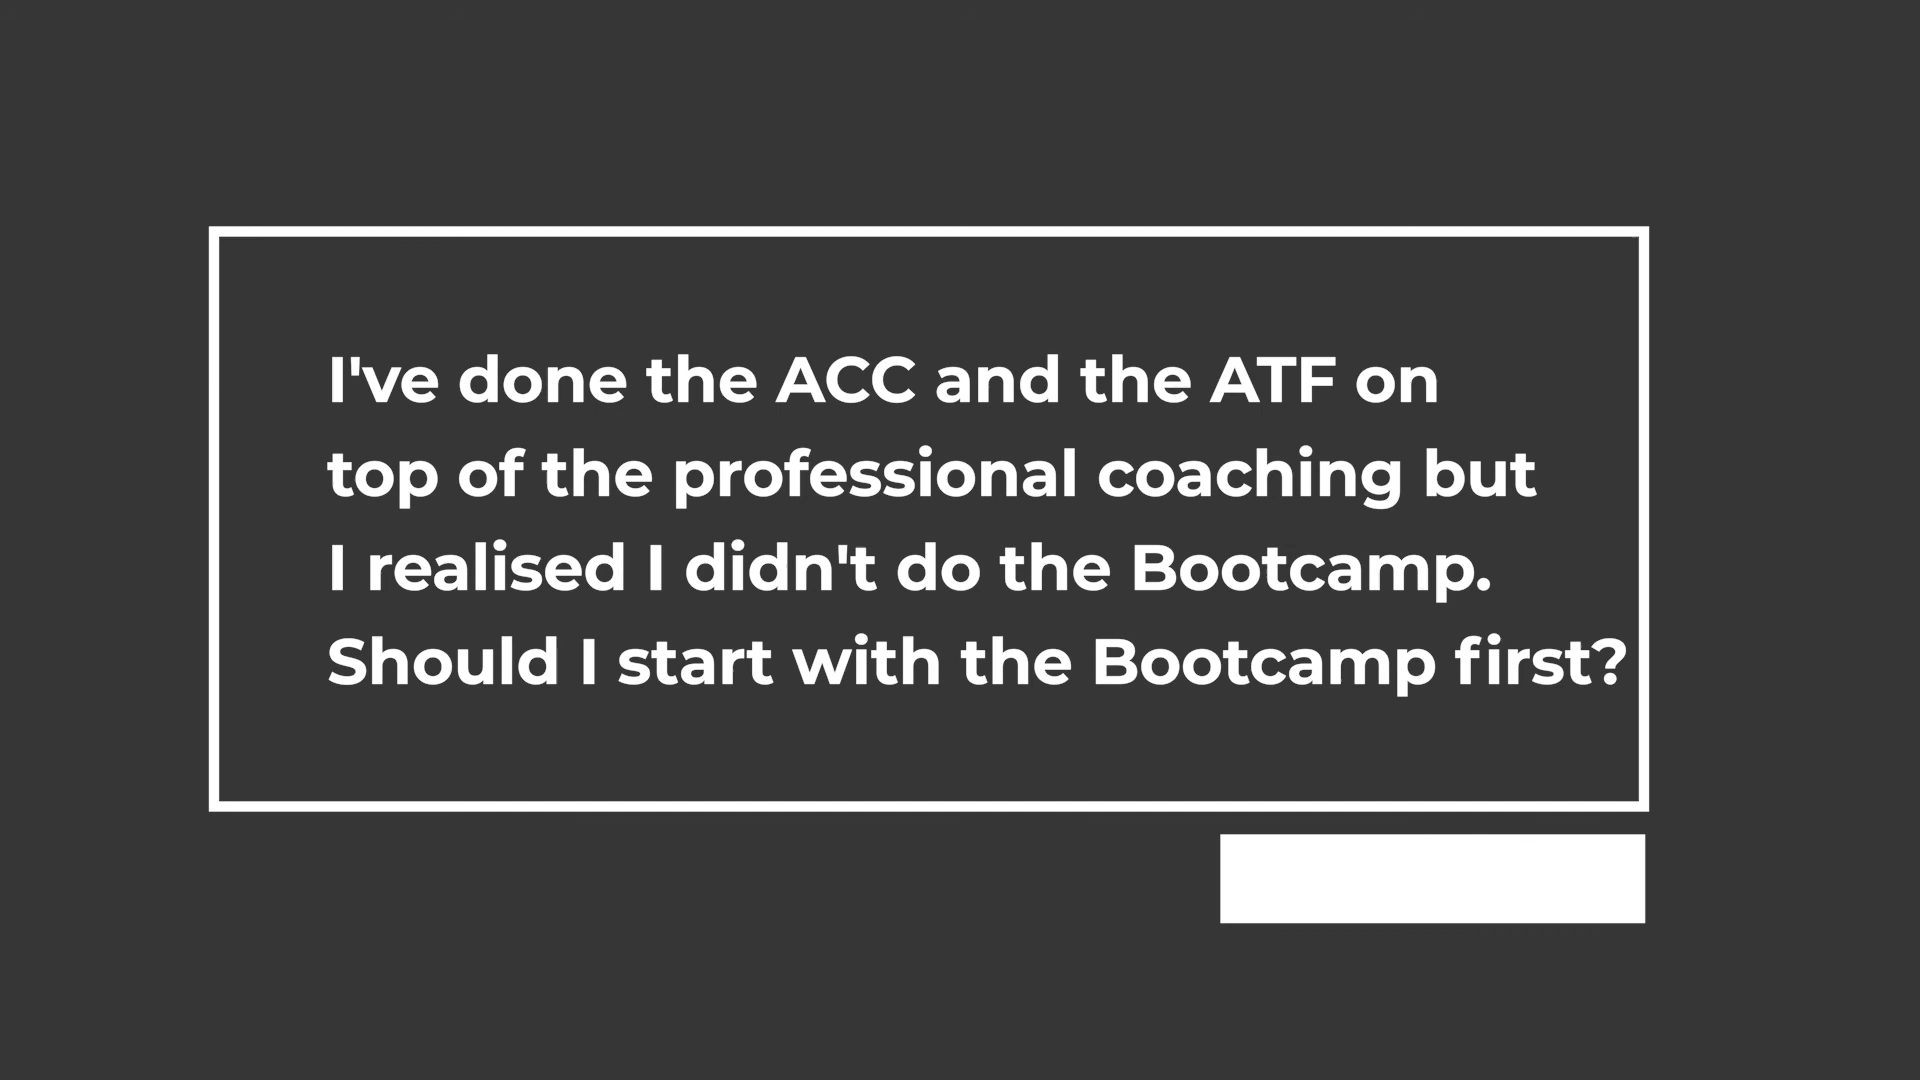 I've done the ACC and the ATF on
top of the professional coaching but
I realised I didn't do the Bootcamp.
Should I start with the Bootcamp first?